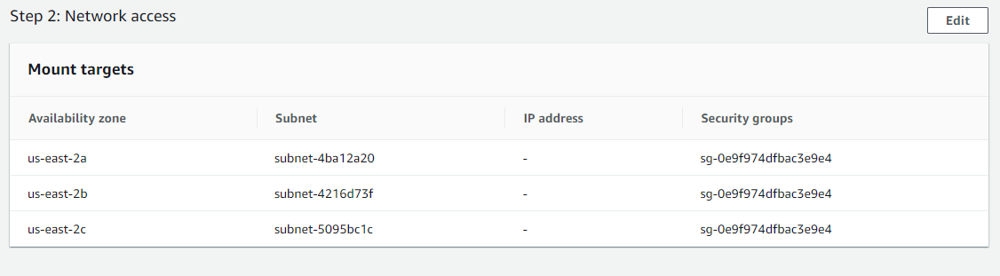 Step 2: Network access
Edit
Mount targets
Availability zone Subnet IP address Security groups
us-east-2a subnet-4ba12a20 - sg-0e9f974dfbac3e9e4
us-east-2b subnet-4216d73f - sg-0e9f974dfbac3e9e4
us-east-2c subnet-5095bc1c - sg-0e9f974dfbac3e9e4